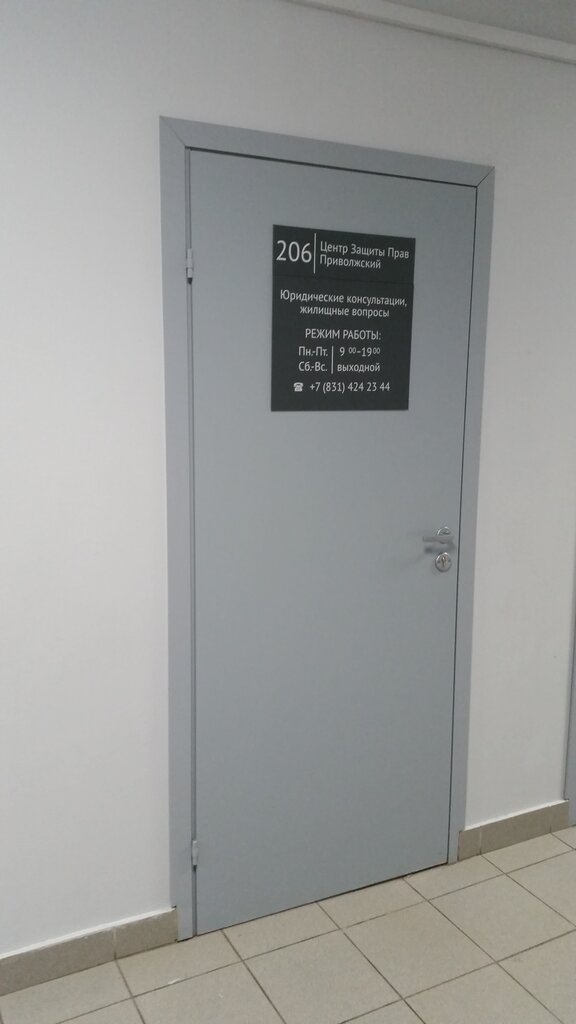 206 Центр Защиты Прав
Приволжский
Юридические консультации,
жилищные вопросы
РЕЖИМ РАБОТЫ:
Пн.-Пт. 9 00-19 00
Сб.-Вс. выходной
☎ +7 (831) 424 23 44